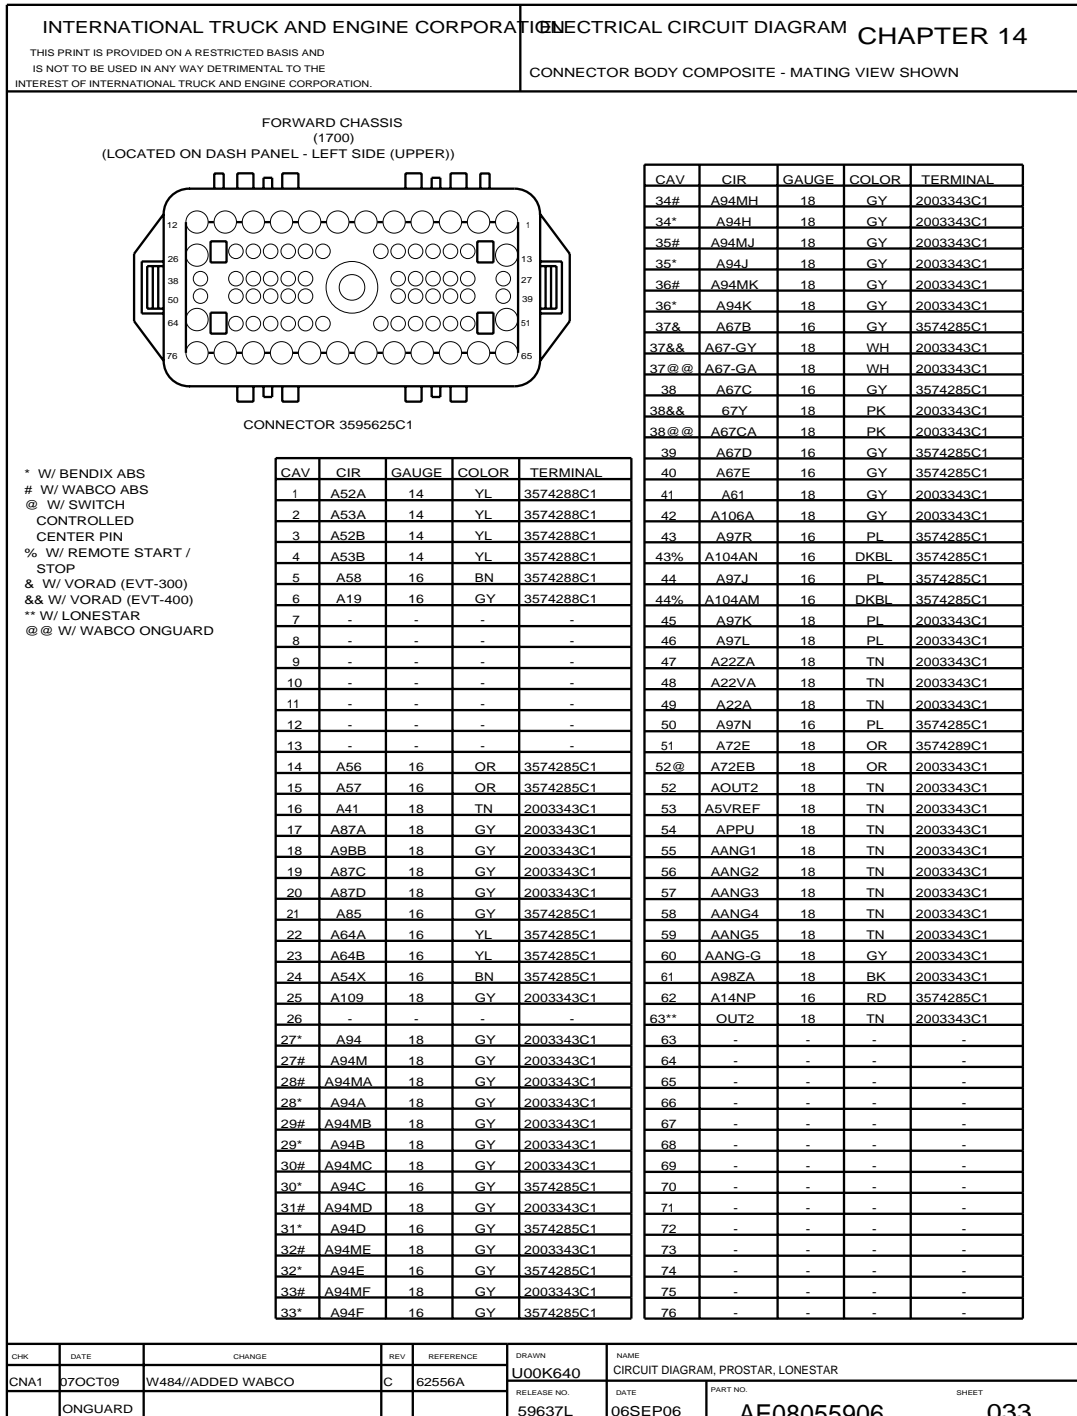 INTERNATIONAL TRUCK AND ENGINE CORPORATION
THIS PRINT IS PROVIDED ON A RESTRICTED BASIS AND
IS NOT TO BE USED IN ANY WAY DETRIMENTAL TO THE
INTEREST OF INTERNATIONAL TRUCK AND ENGINE CORPORATION.
ELECTRICAL CIRCUIT DIAGRAM
CHAPTER 14
CONNECTOR BODY COMPOSITE - MATING VIEW SHOWN
FORWARD CHASSIS
(1700)
(LOCATED ON DASH PANEL - LEFT SIDE (UPPER))
12 1
26 13
38 27
50 39
64 51
76 65
CONNECTOR 3595625C1
* W/ BENDIX ABS
# W/ WABCO ABS
@ W/ SWITCH
CONTROLLED
CENTER PIN
% W/ REMOTE START /
STOP
& W/ VORAD (EVT-300)
&& W/ VORAD (EVT-400)
** W/ LONESTAR
@@ W/ WABCO ONGUARD
CAV CIR GAUGE COLOR TERMINAL
1 A52A 14 YL 3574288C1
2 A53A 14 YL 3574288C1
3 A52B 14 YL 3574288C1
4 A53B 14 YL 3574288C1
5 A58 16 BN 3574288C1
6 A19 16 GY 3574288C1
7 - - - -
8 - - - -
9 - - - -
10 - - - -
11 - - - -
12 - - - -
13 - - - -
14 A56 16 OR 3574285C1
15 A57 16 OR 3574285C1
16 A41 18 TN 2003343C1
17 A87A 18 GY 2003343C1
18 A9BB 18 GY 2003343C1
19 A87C 18 GY 2003343C1
20 A87D 18 GY 2003343C1
21 A85 16 GY 3574285C1
22 A64A 16 YL 3574285C1
23 A64B 16 YL 3574285C1
24 A54X 16 BN 3574285C1
25 A109 18 GY 2003343C1
26 - - - -
27* A94 18 GY 2003343C1
27# A94M 18 GY 2003343C1
28# A94MA 18 GY 2003343C1
28* A94A 18 GY 2003343C1
29# A94MB 18 GY 2003343C1
29* A94B 18 GY 2003343C1
30# A94MC 18 GY 2003343C1
30* A94C 16 GY 3574285C1
31# A94MD 18 GY 2003343C1
31* A94D 16 GY 3574285C1
32# A94ME 18 GY 2003343C1
32* A94E 16 GY 3574285C1
33# A94MF 18 GY 2003343C1
33* A94F 16 GY 3574285C1
CAV CIR GAUGE COLOR TERMINAL
34# A94MH 18 GY 2003343C1
34* A94H 18 GY 2003343C1
35# A94MJ 18 GY 2003343C1
35* A94J 18 GY 2003343C1
36# A94MK 18 GY 2003343C1
36* A94K 18 GY 2003343C1
37& A67B 16 GY 3574285C1
37&& A67-GY 18 WH 2003343C1
37@@ A67-GA 18 WH 2003343C1
38 A67C 16 GY 3574285C1
38&& 67Y 18 PK 2003343C1
38@@ A67CA 18 PK 2003343C1
39 A67D 16 GY 3574285C1
40 A67E 16 GY 3574285C1
41 A61 18 GY 2003343C1
42 A106A 18 GY 2003343C1
43 A97R 16 PL 3574285C1
43% A104AN 16 DKBL 3574285C1
44 A97J 16 PL 3574285C1
44% A104AM 16 DKBL 3574285C1
45 A97K 18 PL 2003343C1
46 A97L 18 PL 2003343C1
47 A22ZA 18 TN 2003343C1
48 A22VA 18 TN 2003343C1
49 A22A 18 TN 2003343C1
50 A97N 16 PL 3574285C1
51 A72E 18 OR 3574289C1
52@ A72EB 18 OR 2003343C1
52 AOUT2 18 TN 2003343C1
53 A5VREF 18 TN 2003343C1
54 APPU 18 TN 2003343C1
55 AANG1 18 TN 2003343C1
56 AANG2 18 TN 2003343C1
57 AANG3 18 TN 2003343C1
58 AANG4 18 TN 2003343C1
59 AANG5 18 TN 2003343C1
60 AANG-G 18 GY 2003343C1
61 A98ZA 18 BK 2003343C1
62 A14NP 16 RD 3574285C1
63** OUT2 18 TN 2003343C1
63 - - - -
64 - - - -
65 - - - -
66 - - - -
67 - - - -
68 - - - -
69 - - - -
70 - - - -
71 - - - -
72 - - - -
73 - - - -
74 - - - -
75 - - - -
76 - - - -
CHK DATE CHANGE REV REFERENCE
CNA1 07OCT09 W484//ADDED WABCO C 62556A
ONGUARD
DRAWN
U00K640
NAME
CIRCUIT DIAGRAM, PROSTAR, LONESTAR
RELEASE NO.
59637L
DATE
06SEP06
PART NO.
AE08055906
SHEET
033